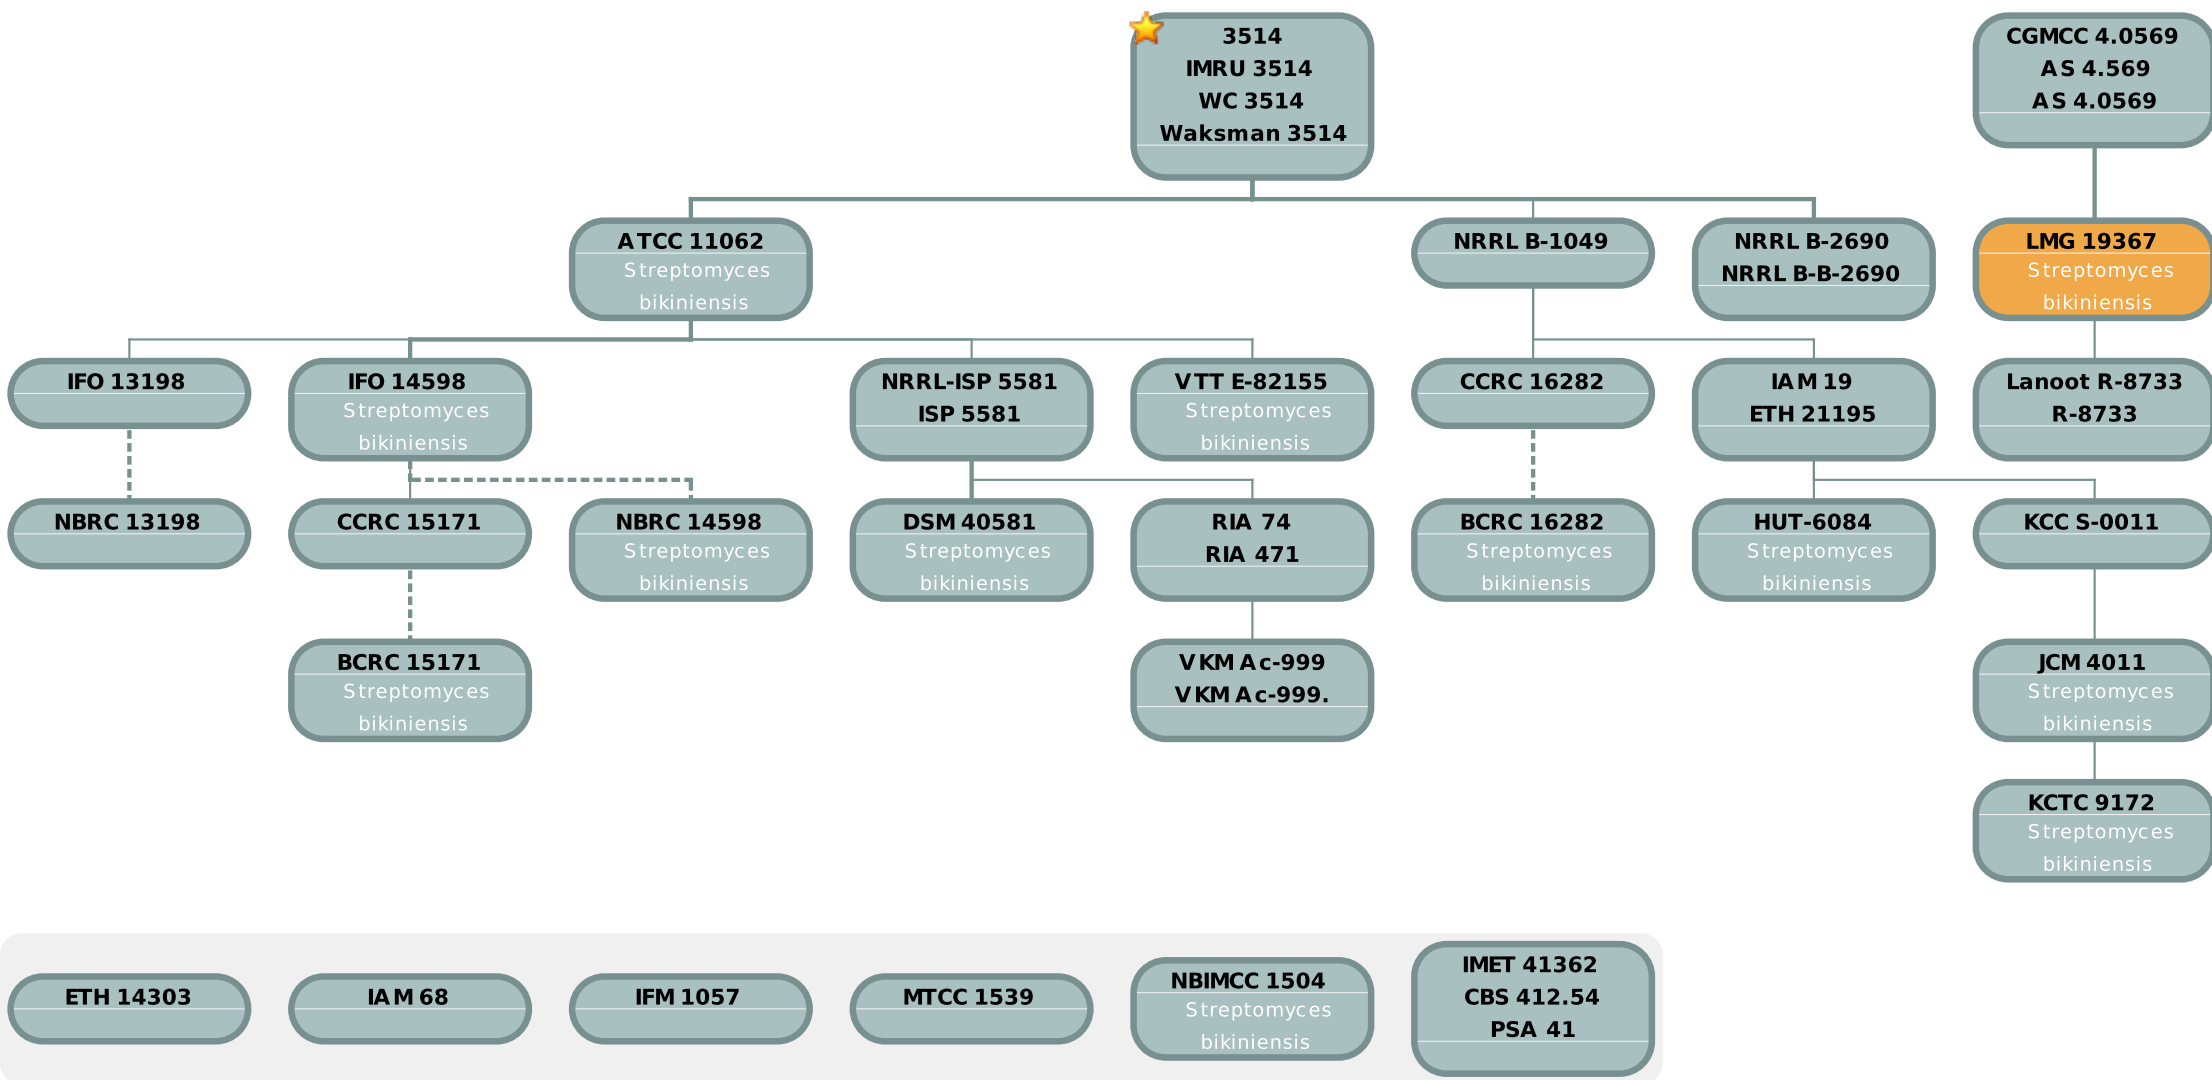 3514
IMRU 3514
WC 3514
Waksman 3514
CGMCC 4.0569
AS 4.569
AS 4.0569
ATCC 11062
Streptomyces
bikiniensis
NRRL B-1049
NRRL B-2690
NRRL B-B-2690
LMG 19367
Streptomyces
bikiniensis
IFO 13198
IFO 14598
Streptomyces
bikiniensis
NRRL-ISP 5581
ISP 5581
VTT E-82155
Streptomyces
bikiniensis
CCRC 16282
IAM 19
ETH 21195
Lanoot R-8733
R-8733
NBRC 13198
CCRC 15171
NBRC 14598
Streptomyces
bikiniensis
DSM 40581
Streptomyces
bikiniensis
RIA 74
RIA 471
BCRC 16282
Streptomyces
bikiniensis
HUT-6084
Streptomyces
bikiniensis
KCC S-0011
BCRC 15171
Streptomyces
bikiniensis
VKM Ac-999
VKM Ac-999.
JCM 4011
Streptomyces
bikiniensis
KCTC 9172
Streptomyces
bikiniensis
ETH 14303
IAM 68
IFM 1057
MTCC 1539
NBIMCC 1504
Streptomyces
bikiniensis
IMET 41362
CBS 412.54
PSA 41